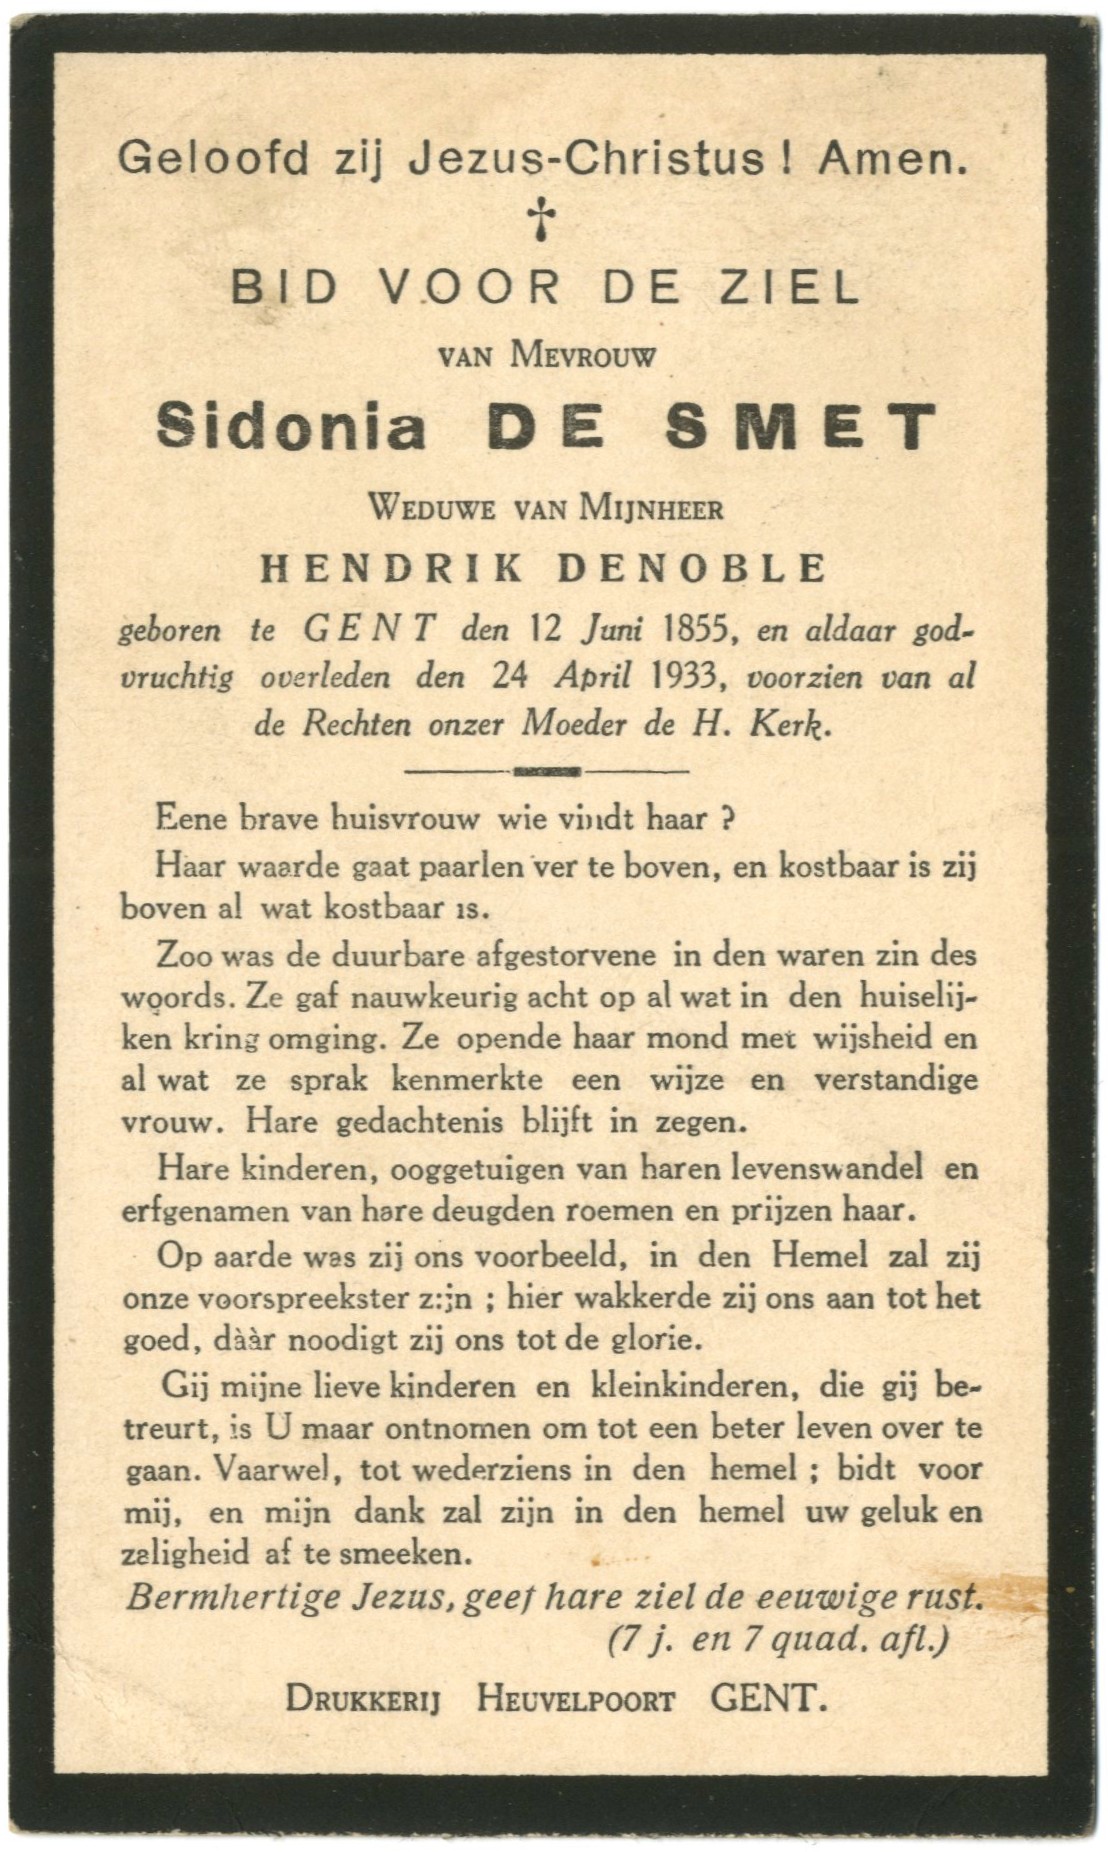 Geloofd zij Jezus-Christus! Amen.
†
BID VOOR DE ZIEL
VAN MEVROUW
Sidonia DE SMET
WEDUWE VAN MIJNHEER
HENDRIK DENOBLE
geboren te GENT den 12 Juni 1855, en aldaar god-
vruchtig overleden den 24 April 1933, voorzien van al
de Rechten onzer Moeder de H. Kerk.
Eene brave huisvrouw wie vindt haar ?
Haar waarde gaat paarlen ver te boven, en kostbaar is zij
boven al wat kostbaar is.
Zoo was de duurbare afgestorvene in den waren zin des
woords. Ze gaf nauwkeurig acht op al wat in den huiselij-
ken kring omging. Ze opende haar mond met wijsheid en
al wat ze sprak kenmerkte een wijze en verstandige
vrouw. Hare gedachtenis blijft in zegen.
Hare kinderen, ooggetuigen van haren levenswandel en
erfgenamen van hare deugden roemen en prijzen haar.
Op aarde was zij ons voorbeeld, in den Hemel zal zij
onze voorspreekster zijn ; hier wakkerde zij ons aan tot het
goed, dààr noodigt zij ons tot de glorie.
Gij mijne lieve kinderen en kleinkinderen, die gij be-
treurt, is U maar ontnomen om tot een beter leven over te
gaan. Vaarwel, tot wederziens in den hemel ; bidt voor
mij, en mijn dank zal zijn in den hemel uw geluk en
zaligheid af te smeeken.
Bermhertige Jezus, geef hare ziel de eeuwige rust.
(7 j. en 7 quad. afl.)
DRUKKERIJ HEUVELPOORT GENT.